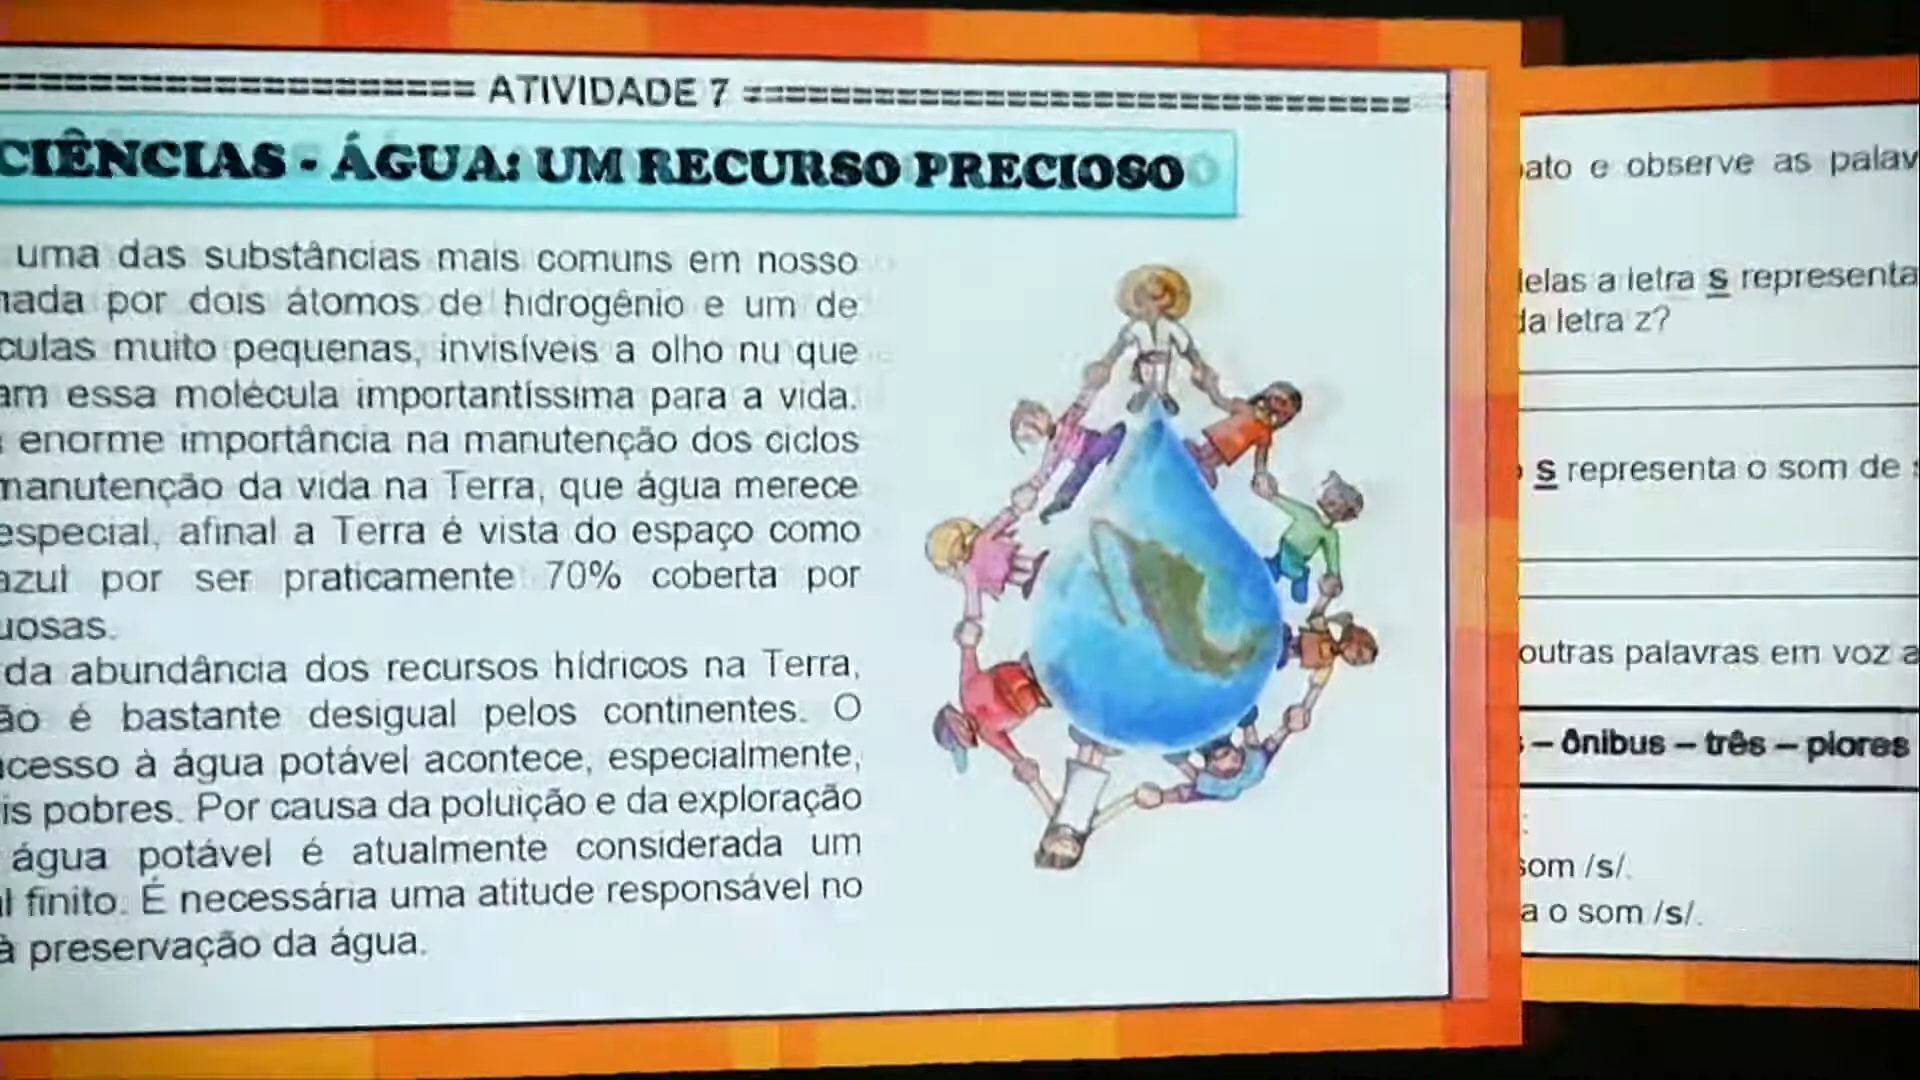 ATIVIDADE 7
CIÊNCIAS - ÁGUA: UM RECURSO PRECIOSO
uma das substâncias mais comuns em nosso
por dois átomos de hidrogênio e um de
culas muito pequenas, invisíveis a olho nu que
am essa molécula importantíssima para a vida.
enorme importância na manutenção dos ciclos
manutenção da vida na Terra, que água merece
especial, afinal a Terra é vista do espaço como
azul por ser praticamente 70% coberta por
uosas.
da abundância dos recursos hídricos na Terra,
ão é bastante desigual pelos continentes. O
cesso à água potável acontece, especialmente,
is pobres. Por causa da poluição e da exploração
água potável é atualmente considerada um
l finito. É necessária uma atitude responsável no
à preservação da água.
ato e observe as palav
elas a letra s representa
da letra z?
s representa o som de
outras palavras em voz a
– ônibus – três – piores
som /s/.
a o som /s/.